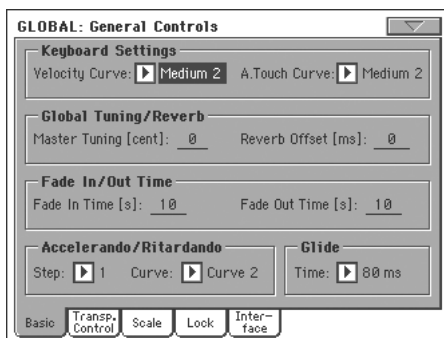 GLOBAL: General Controls
Keyboard Settings
Velocity Curve: Medium 2 A.Touch Curve: Medium 2
Global Tuning/Reverb
Master Tuning [cent]: 0 Reverb Offset [ms]: 0
Fade In/Out Time
Fade In Time [s]: 10 Fade Out Time [s]: 10
Accelerando/Ritardando Glide
Step: 1 Curve: Curve 2 Time: 80 ms
Basic Transp. Control Scale Lock Inter-face